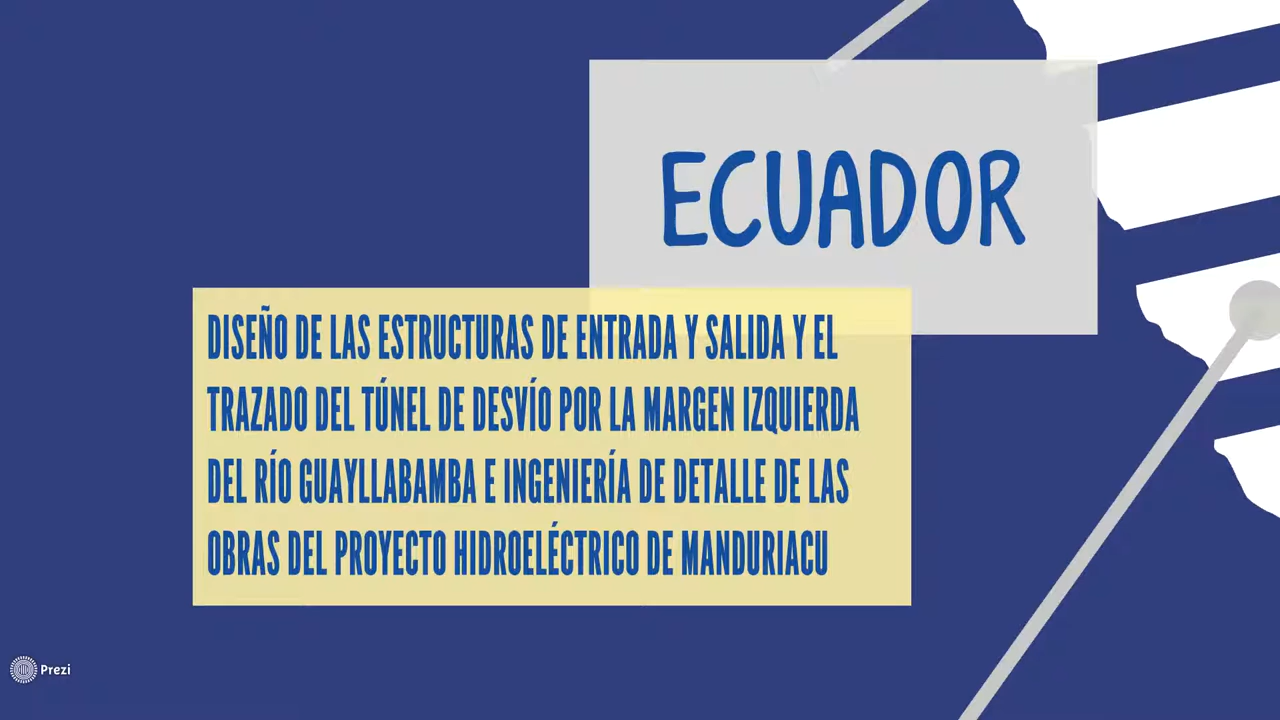 ECUADOR
DISEÑO DE LAS ESTRUCTURAS DE ENTRADA Y SALIDA Y EL
TRAZADO DEL TÚNEL DE DESVÍO POR LA MARGEN IZQUIERDA
DEL RÍO GUAYLLABAMBA E INGENIERÍA DE DETALLE DE LAS
OBRAS DEL PROYECTO HIDROELÉCTRICO DE MANDURIACU
Prezi